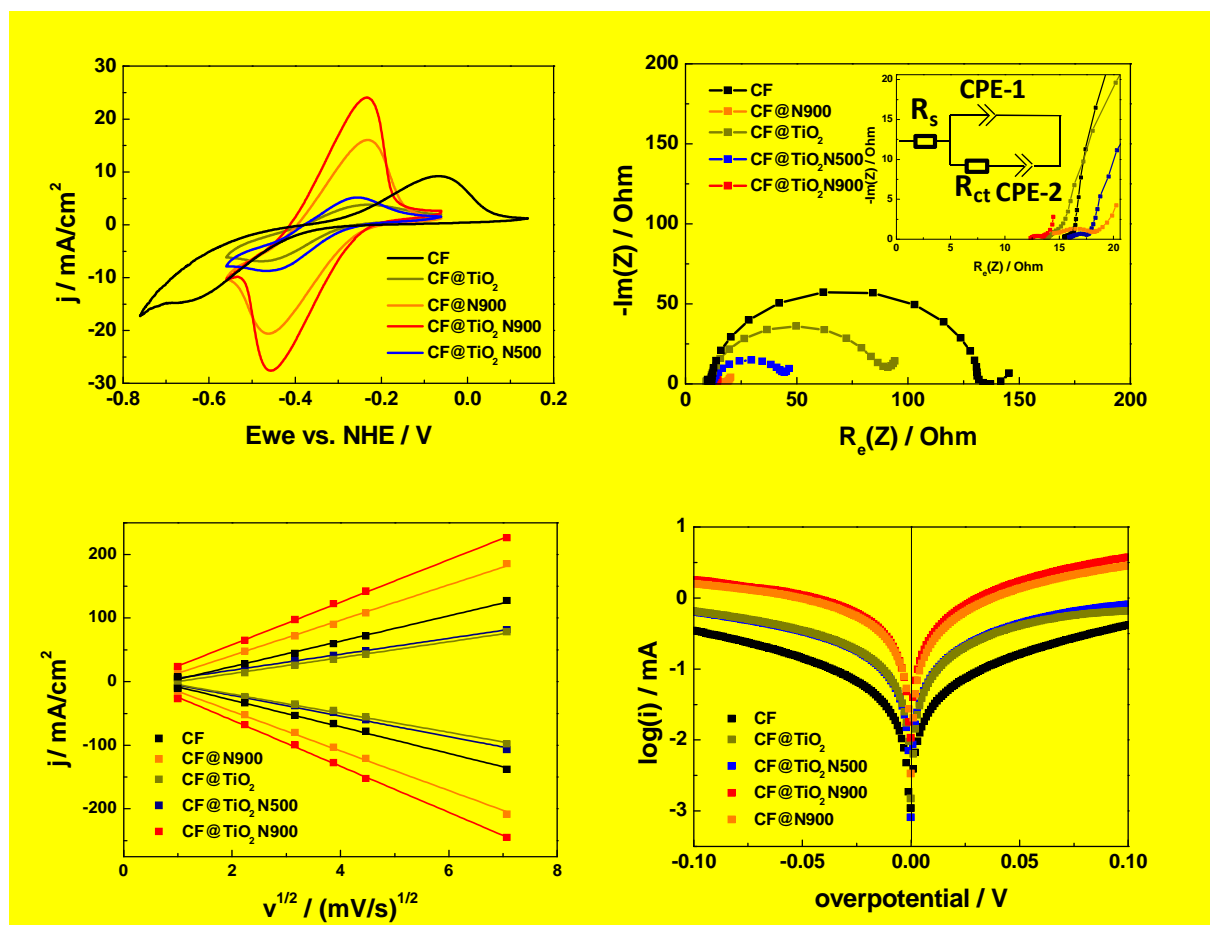 30
20
10
0
-10
-20
-30
j / mA/cm²
-0.8 -0.6 -0.4 -0.2 0.0 0.2
Ewe vs. NHE / V
CF
CF@TiO₂
CF@N900
CF@TiO₂ N900
CF@TiO₂ N500
200
150
100
50
0
-Im(Z) / Ohm
0 50 100 150 200
Rₑ(Z) / Ohm
CF
CF@N900
CF@TiO₂
CF@TiO₂N500
CF@TiO₂N900
20
15
10
5
0
-Im(Z) / Ohm
0 5 10 15 20
Rₑ(Z) / Ohm
CPE-1
Rₛ
R_ct CPE-2
200
100
0
-100
-200
j / mA/cm²
0 2 4 6 8
v^1/2 / (mV/s)^1/2
CF
CF@N900
CF@TiO₂
CF@TiO₂ N500
CF@TiO₂ N900
1
0
-1
-2
-3
log(i) / mA
-0.10 -0.05 0.00 0.05 0.10
overpotential / V
CF
CF@TiO₂
CF@TiO₂ N500
CF@TiO₂ N900
CF@N900